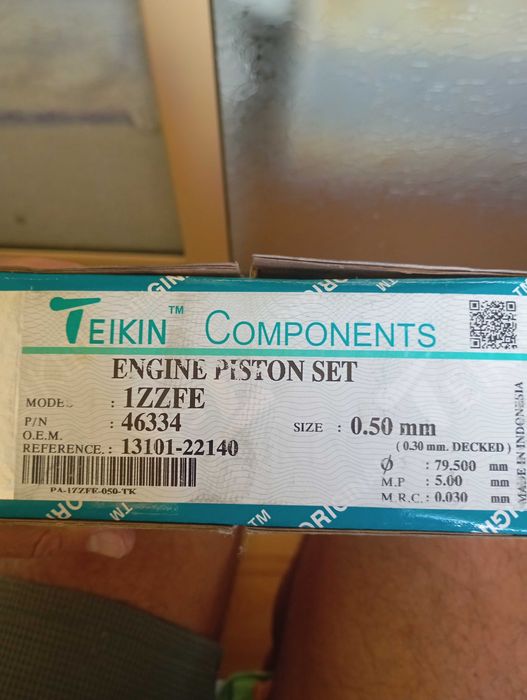 TEIKIN™ COMPONENTS
ENGINE PISTON SET
MODEL : 1ZZFE
P/N : 46334
O.E.M.
REFERENCE. : 13101-22140
PA-1ZZFE-050-TK
SIZE : 0.50 mm
(0.30 mm. DECKED)
Ø : 79.500 mm
M.P : 5.00 mm
M.R.C. : 0.030 mm
MADE IN INDONESIA